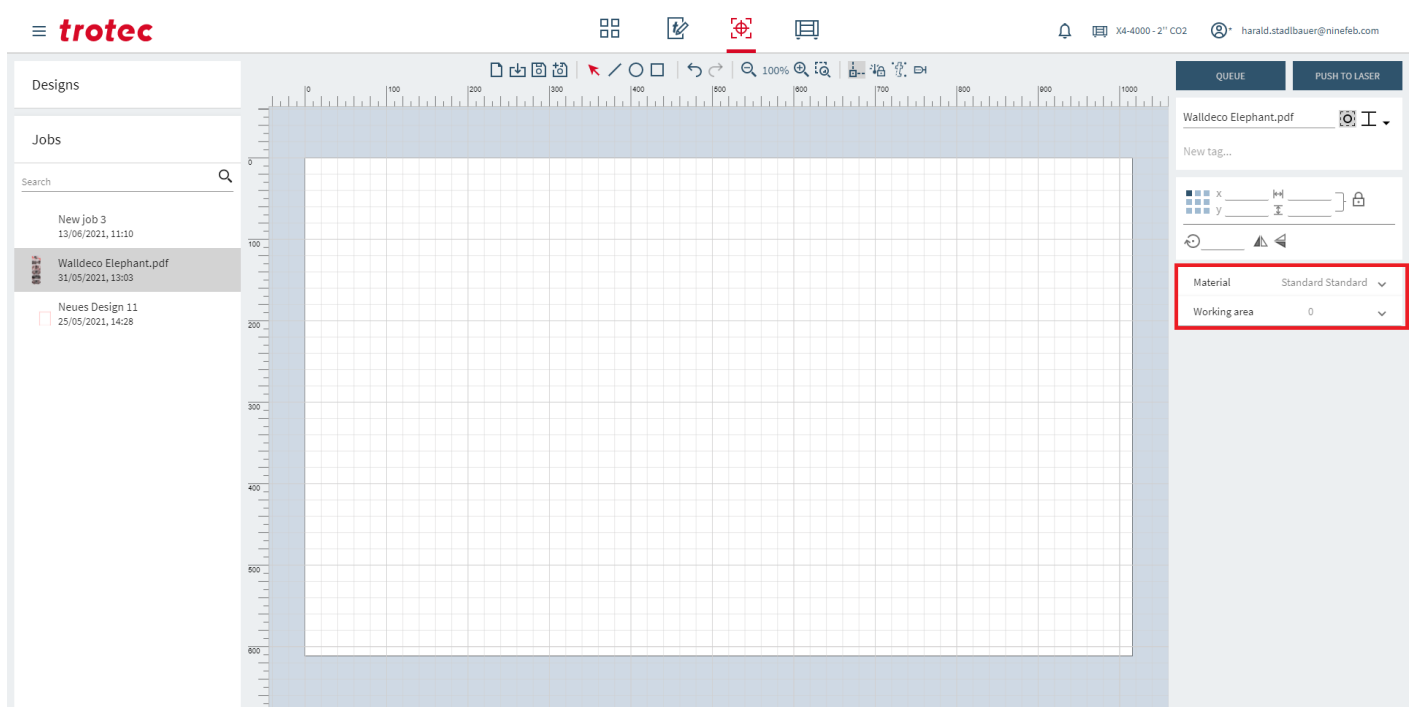 trotec
X4-4000 - 2'' CO2
harald.stadlbauer@ninefeb.com
Designs
Jobs
Search
New job 3
13/06/2021, 11:10
Walldeco Elephant.pdf
31/05/2021, 13:03
Neues Design 11
25/05/2021, 14:28
100%
0 100 200 300 400 500 600 700 800 900 1000
0
100
200
300
400
500
600
QUEUE PUSH TO LASER
Walldeco Elephant.pdf
New tag...
x
y
Material Standard Standard
Working area 0